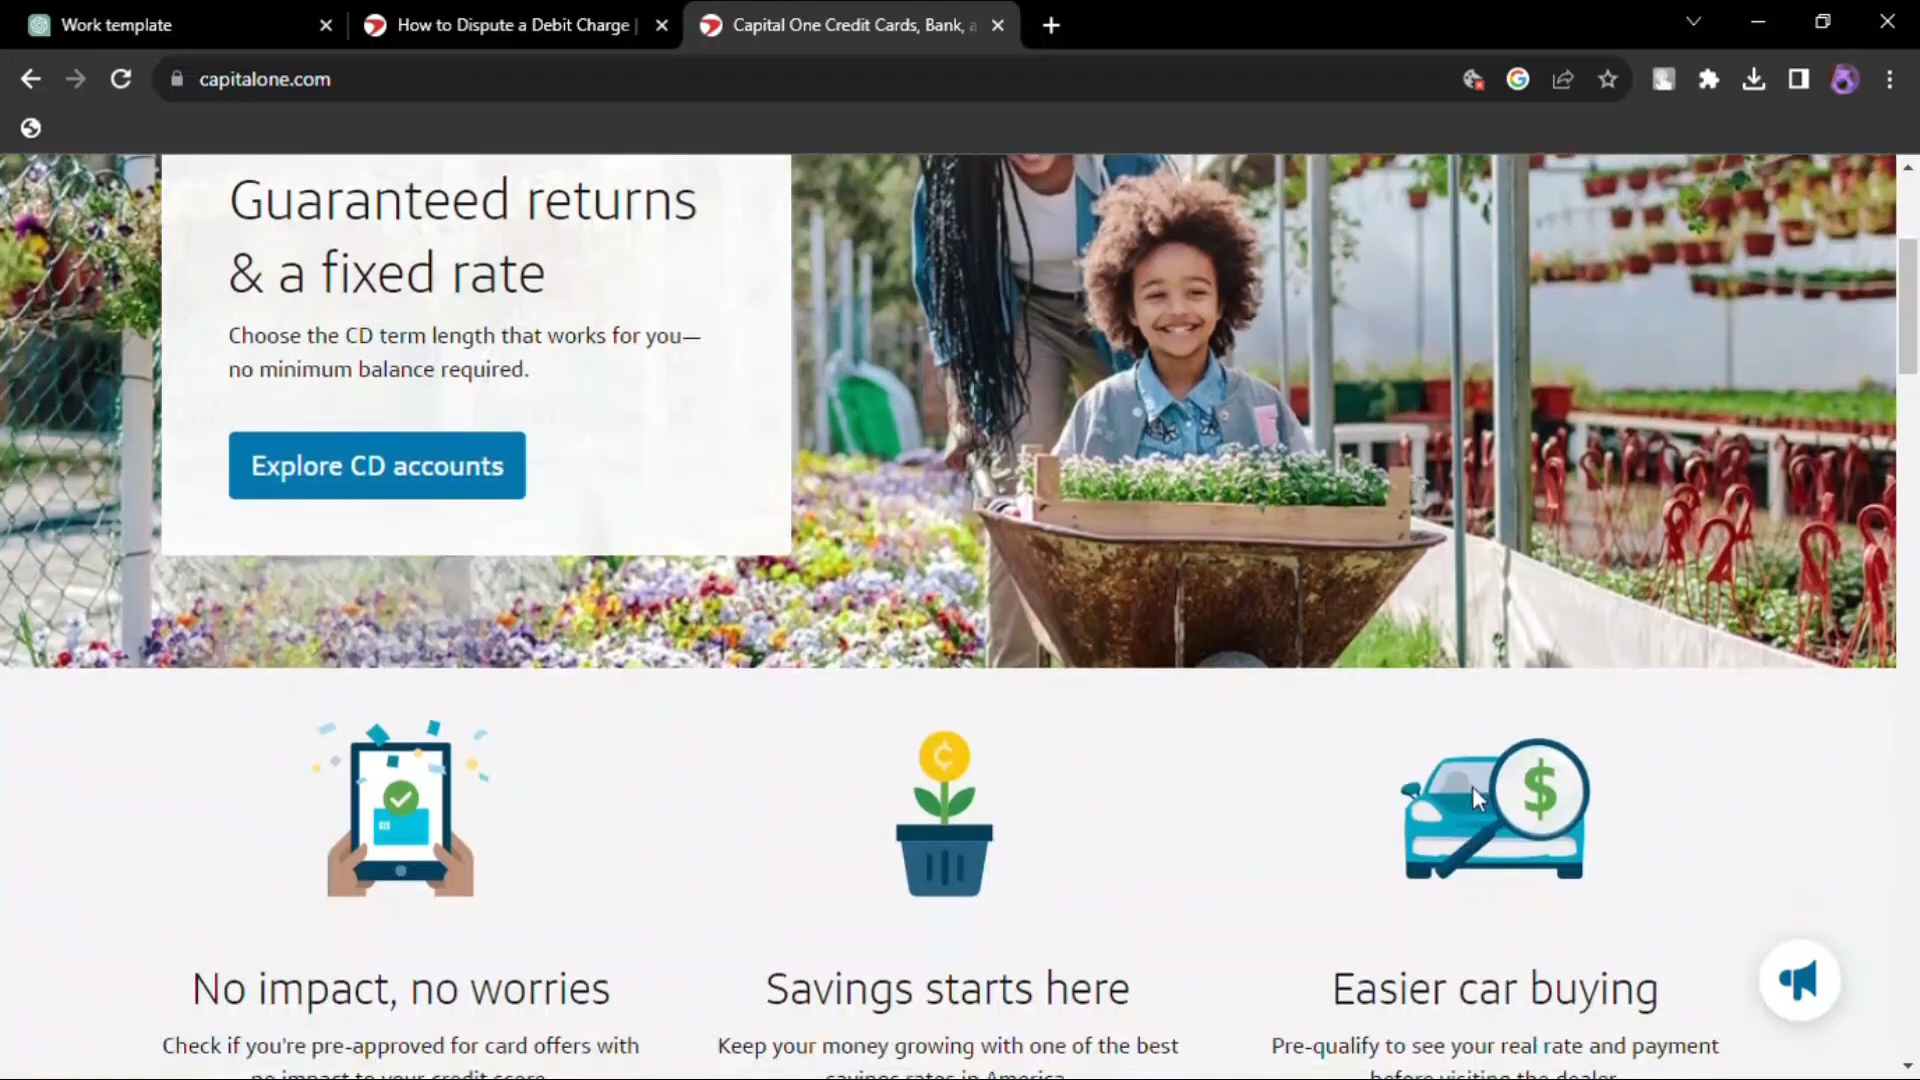 Work template
How to Dispute a Debit Charge |
Capital One Credit Cards, Bank, a
capitalone.com
Guaranteed returns
& a fixed rate
Choose the CD term length that works for you—
no minimum balance required.
Explore CD accounts
No impact, no worries
Check if you're pre-approved for card offers with
no impact to your credit score
Savings starts here
Keep your money growing with one of the best
savings rates in America
Easier car buying
Pre-qualify to see your real rate and payment
before visiting the dealer